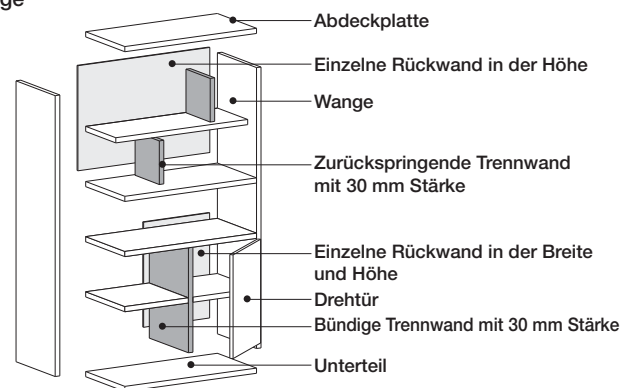 ge
Abdeckplatte
Einzelne Rückwand in der Höhe
Wange
Zurückspringende Trennwand
mit 30 mm Stärke
Einzelne Rückwand in der Breite
und Höhe
Drehtür
Bündige Trennwand mit 30 mm Stärke
Unterteil